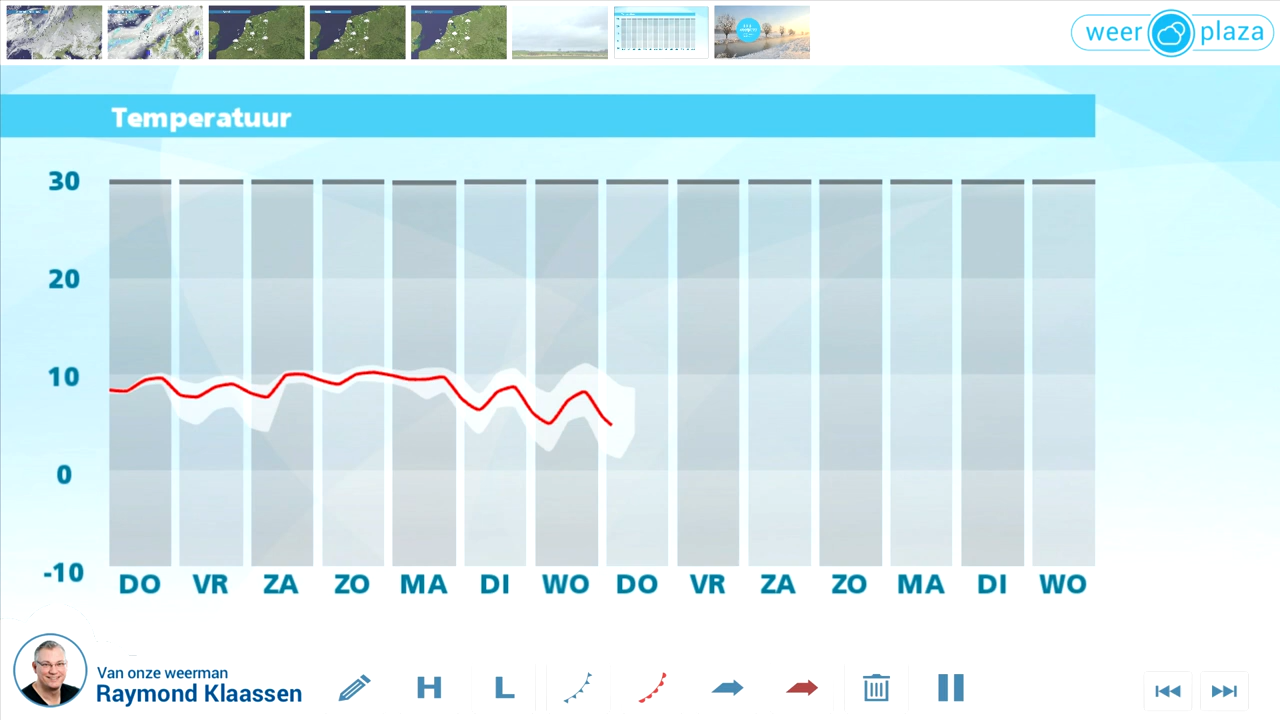 weer plaza
Temperatuur
30
20
10
0
-10
DO VR ZA ZO MA DI WO DO VR ZA ZO MA DI WO
Van onze weerman
Raymond Klaassen
H L